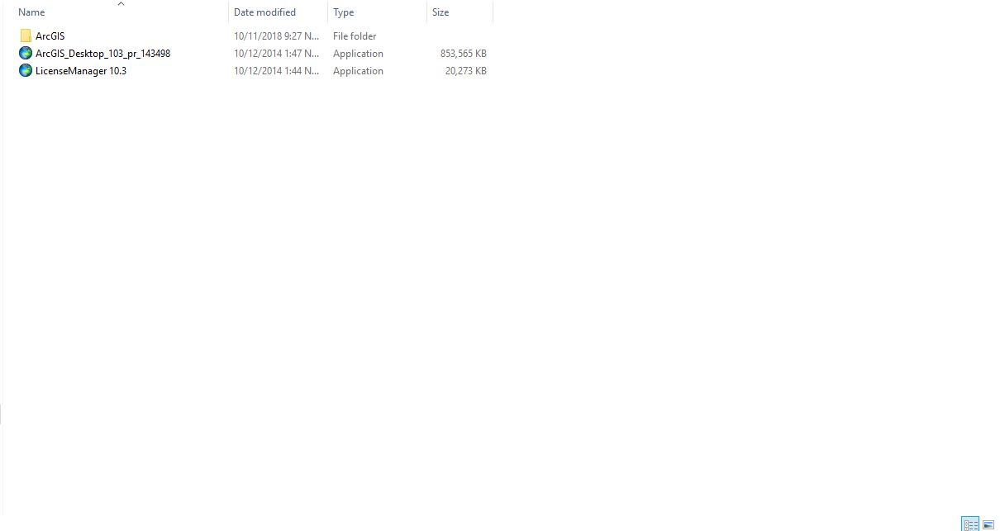 Name Date modified Type Size
ArcGIS 10/11/2018 9:27 N... File folder
ArcGIS_Desktop_103_pr_143498 10/12/2014 1:47 N... Application 853,565 KB
LicenseManager 10.3 10/12/2014 1:44 N... Application 20,273 KB